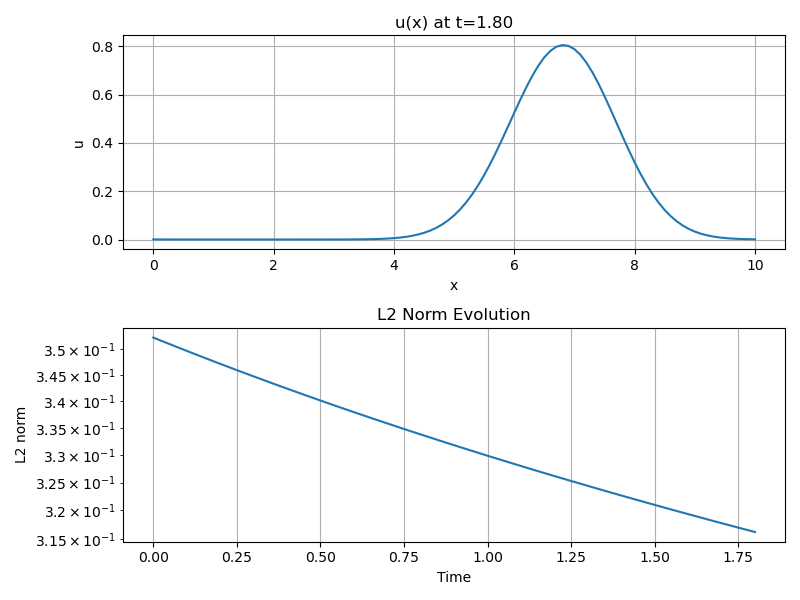 u(x) at t=1.80
0.8
0.6
0.4
0.2
0.0
u
0 2 4 6 8 10
x
L2 Norm Evolution
3.5 × 10⁻¹
3.45 × 10⁻¹
3.4 × 10⁻¹
3.35 × 10⁻¹
3.3 × 10⁻¹
3.25 × 10⁻¹
3.2 × 10⁻¹
3.15 × 10⁻¹
L2 norm
0.00 0.25 0.50 0.75 1.00 1.25 1.50 1.75
Time